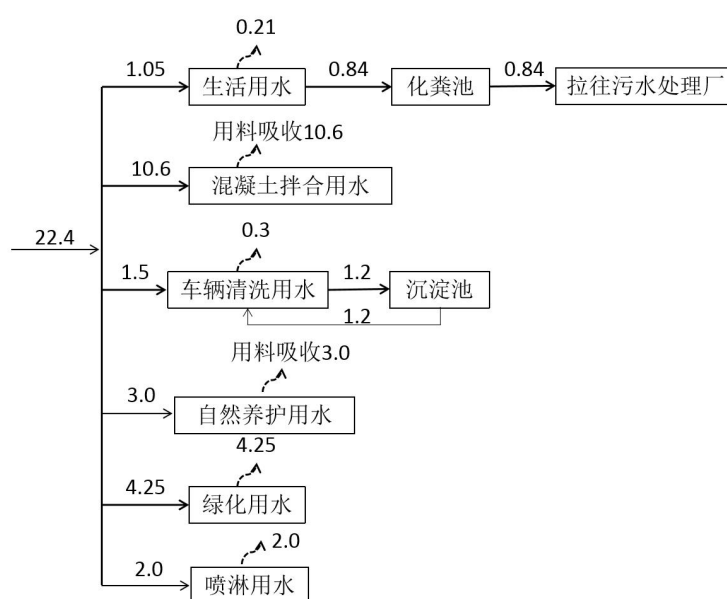 0.21
1.05
生活用水
0.84
化粪池
0.84
拉往污水处理厂
用料吸收10.6
10.6
混凝土拌合用水
22.4
0.3
1.5
车辆清洗用水
1.2
沉淀池
1.2
用料吸收3.0
3.0
自然养护用水
4.25
4.25
绿化用水
2.0
2.0
喷淋用水